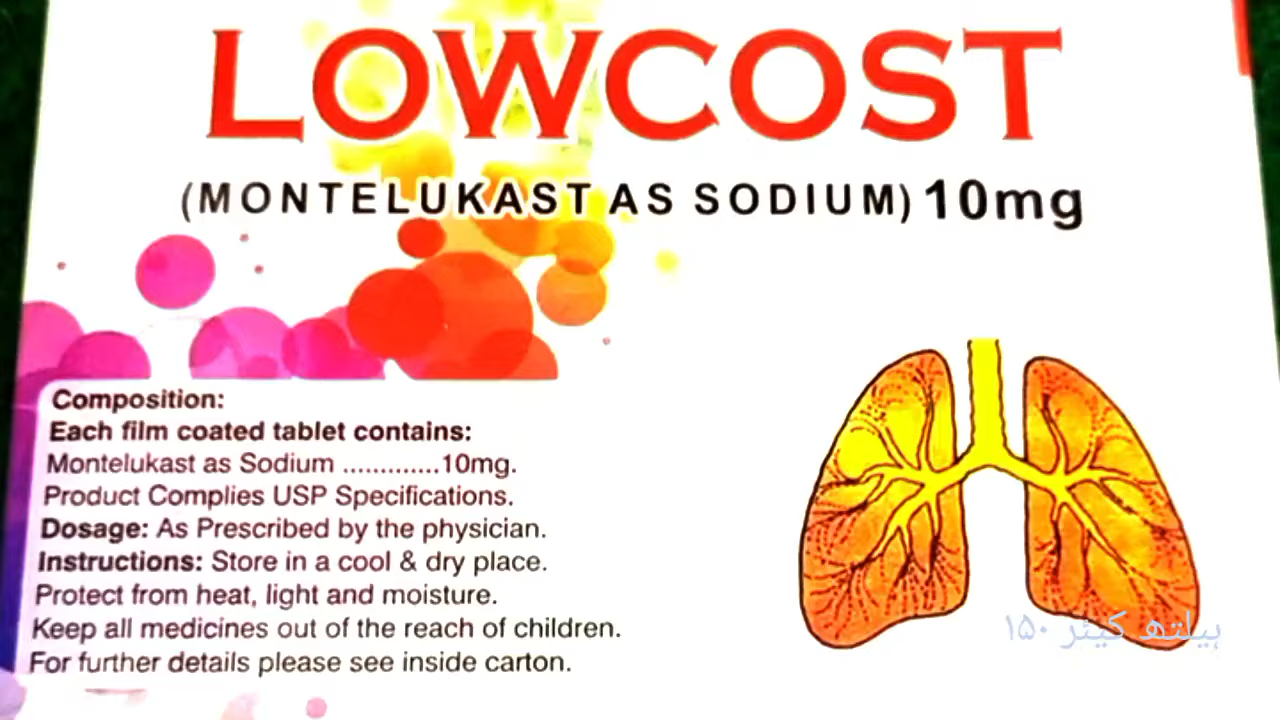 LOWCOST
(MONTELUKAST AS SODIUM) 10mg
Composition:
Each film coated tablet contains:
Montelukast as Sodium .............10mg.
Product Complies USP Specifications.
Dosage: As Prescribed by the physician.
Instructions: Store in a cool & dry place.
Protect from heat, light and moisture.
Keep all medicines out of the reach of children.
For further details please see inside carton.
ہیلتھ کیئر ۱۵۰